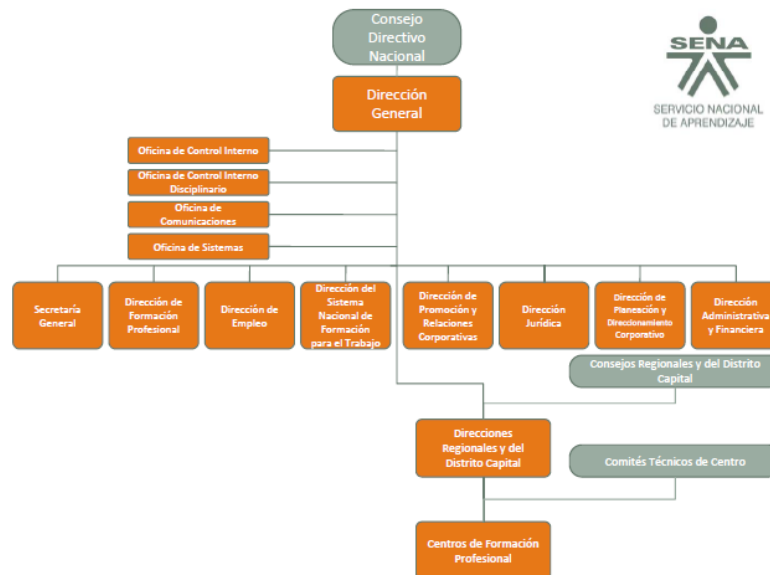 Consejo
Directivo
Nacional
SENA
SERVICIO NACIONAL
DE APRENDIZAJE
Dirección
General
Oficina de Control Interno
Oficina de Control Interno
Disciplinario
Oficina de
Comunicaciones
Oficina de Sistemas
Secretaría
General
Dirección de
Formación
Profesional
Dirección de
Empleo
Dirección del
Sistema
Nacional de
Formación
para el Trabajo
Dirección de
Promoción y
Relaciones
Corporativas
Dirección
Jurídica
Dirección de
Planeación y
Direccionamiento
Corporativo
Dirección
Administrativa
y Financiera
Consejos Regionales y del Distrito
Capital
Direcciones
Regionales y del
Distrito Capital
Comités Técnicos de Centro
Centros de Formación
Profesional